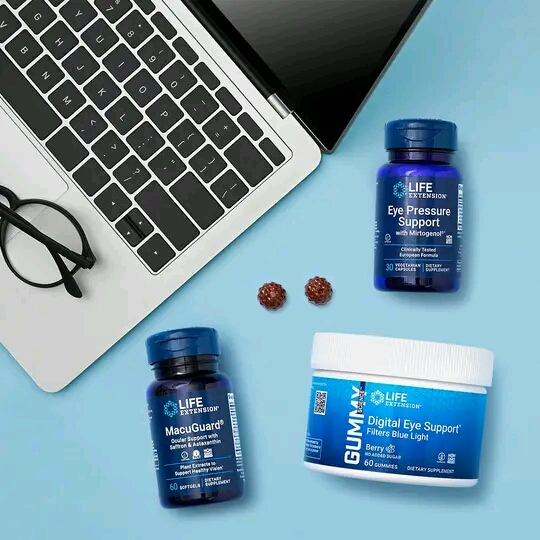 LIFE
EXTENSION
Eye Pressure
Support
with Mirtogenol®
Clinically Tested
European Formula
30 VEGETARIAN CAPSULES
DIETARY SUPPLEMENT
LIFE
EXTENSION
MacuGuard®
Ocular Support with
Saffron & Astaxanthin
Plant Extracts to
Support Healthy Vision
60 SOFTGELS
DIETARY SUPPLEMENT
GUMMY
LIFE
EXTENSION
Digital Eye Support
Filters Blue Light
Berry
NO ADDED SUGAR
60 GUMMIES
DIETARY SUPPLEMENT